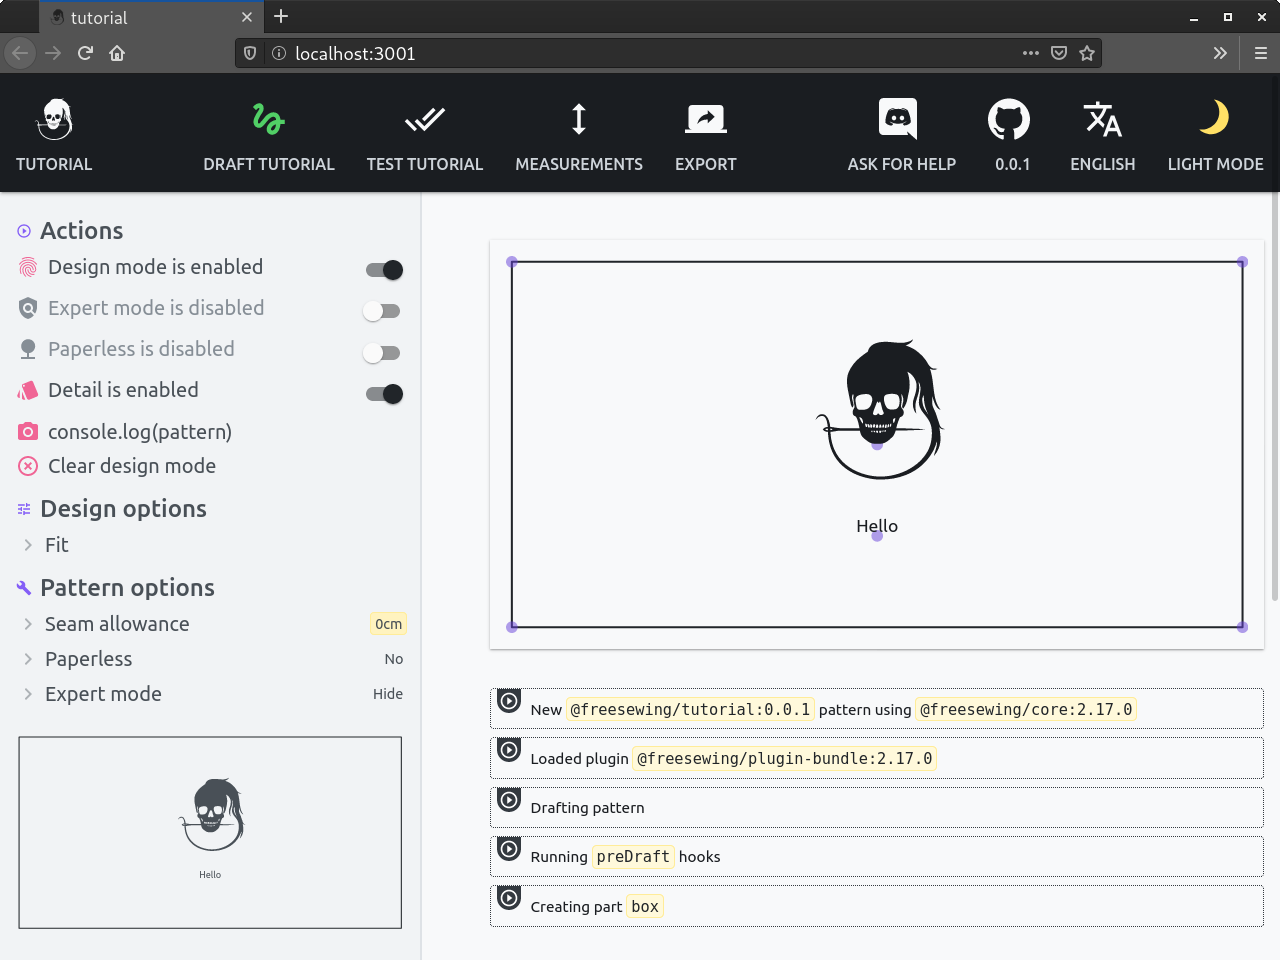 tutorial
localhost:3001
TUTORIAL
DRAFT TUTORIAL
TEST TUTORIAL
MEASUREMENTS
EXPORT
ASK FOR HELP
0.0.1
ENGLISH
LIGHT MODE
Actions
Design mode is enabled
Expert mode is disabled
Paperless is disabled
Detail is enabled
console.log(pattern)
Clear design mode
Design options
Fit
Pattern options
Seam allowance 0cm
Paperless No
Expert mode Hide
Hello
Hello
New @freesewing/tutorial:0.0.1 pattern using @freesewing/core:2.17.0
Loaded plugin @freesewing/plugin-bundle:2.17.0
Drafting pattern
Running preDraft hooks
Creating part box